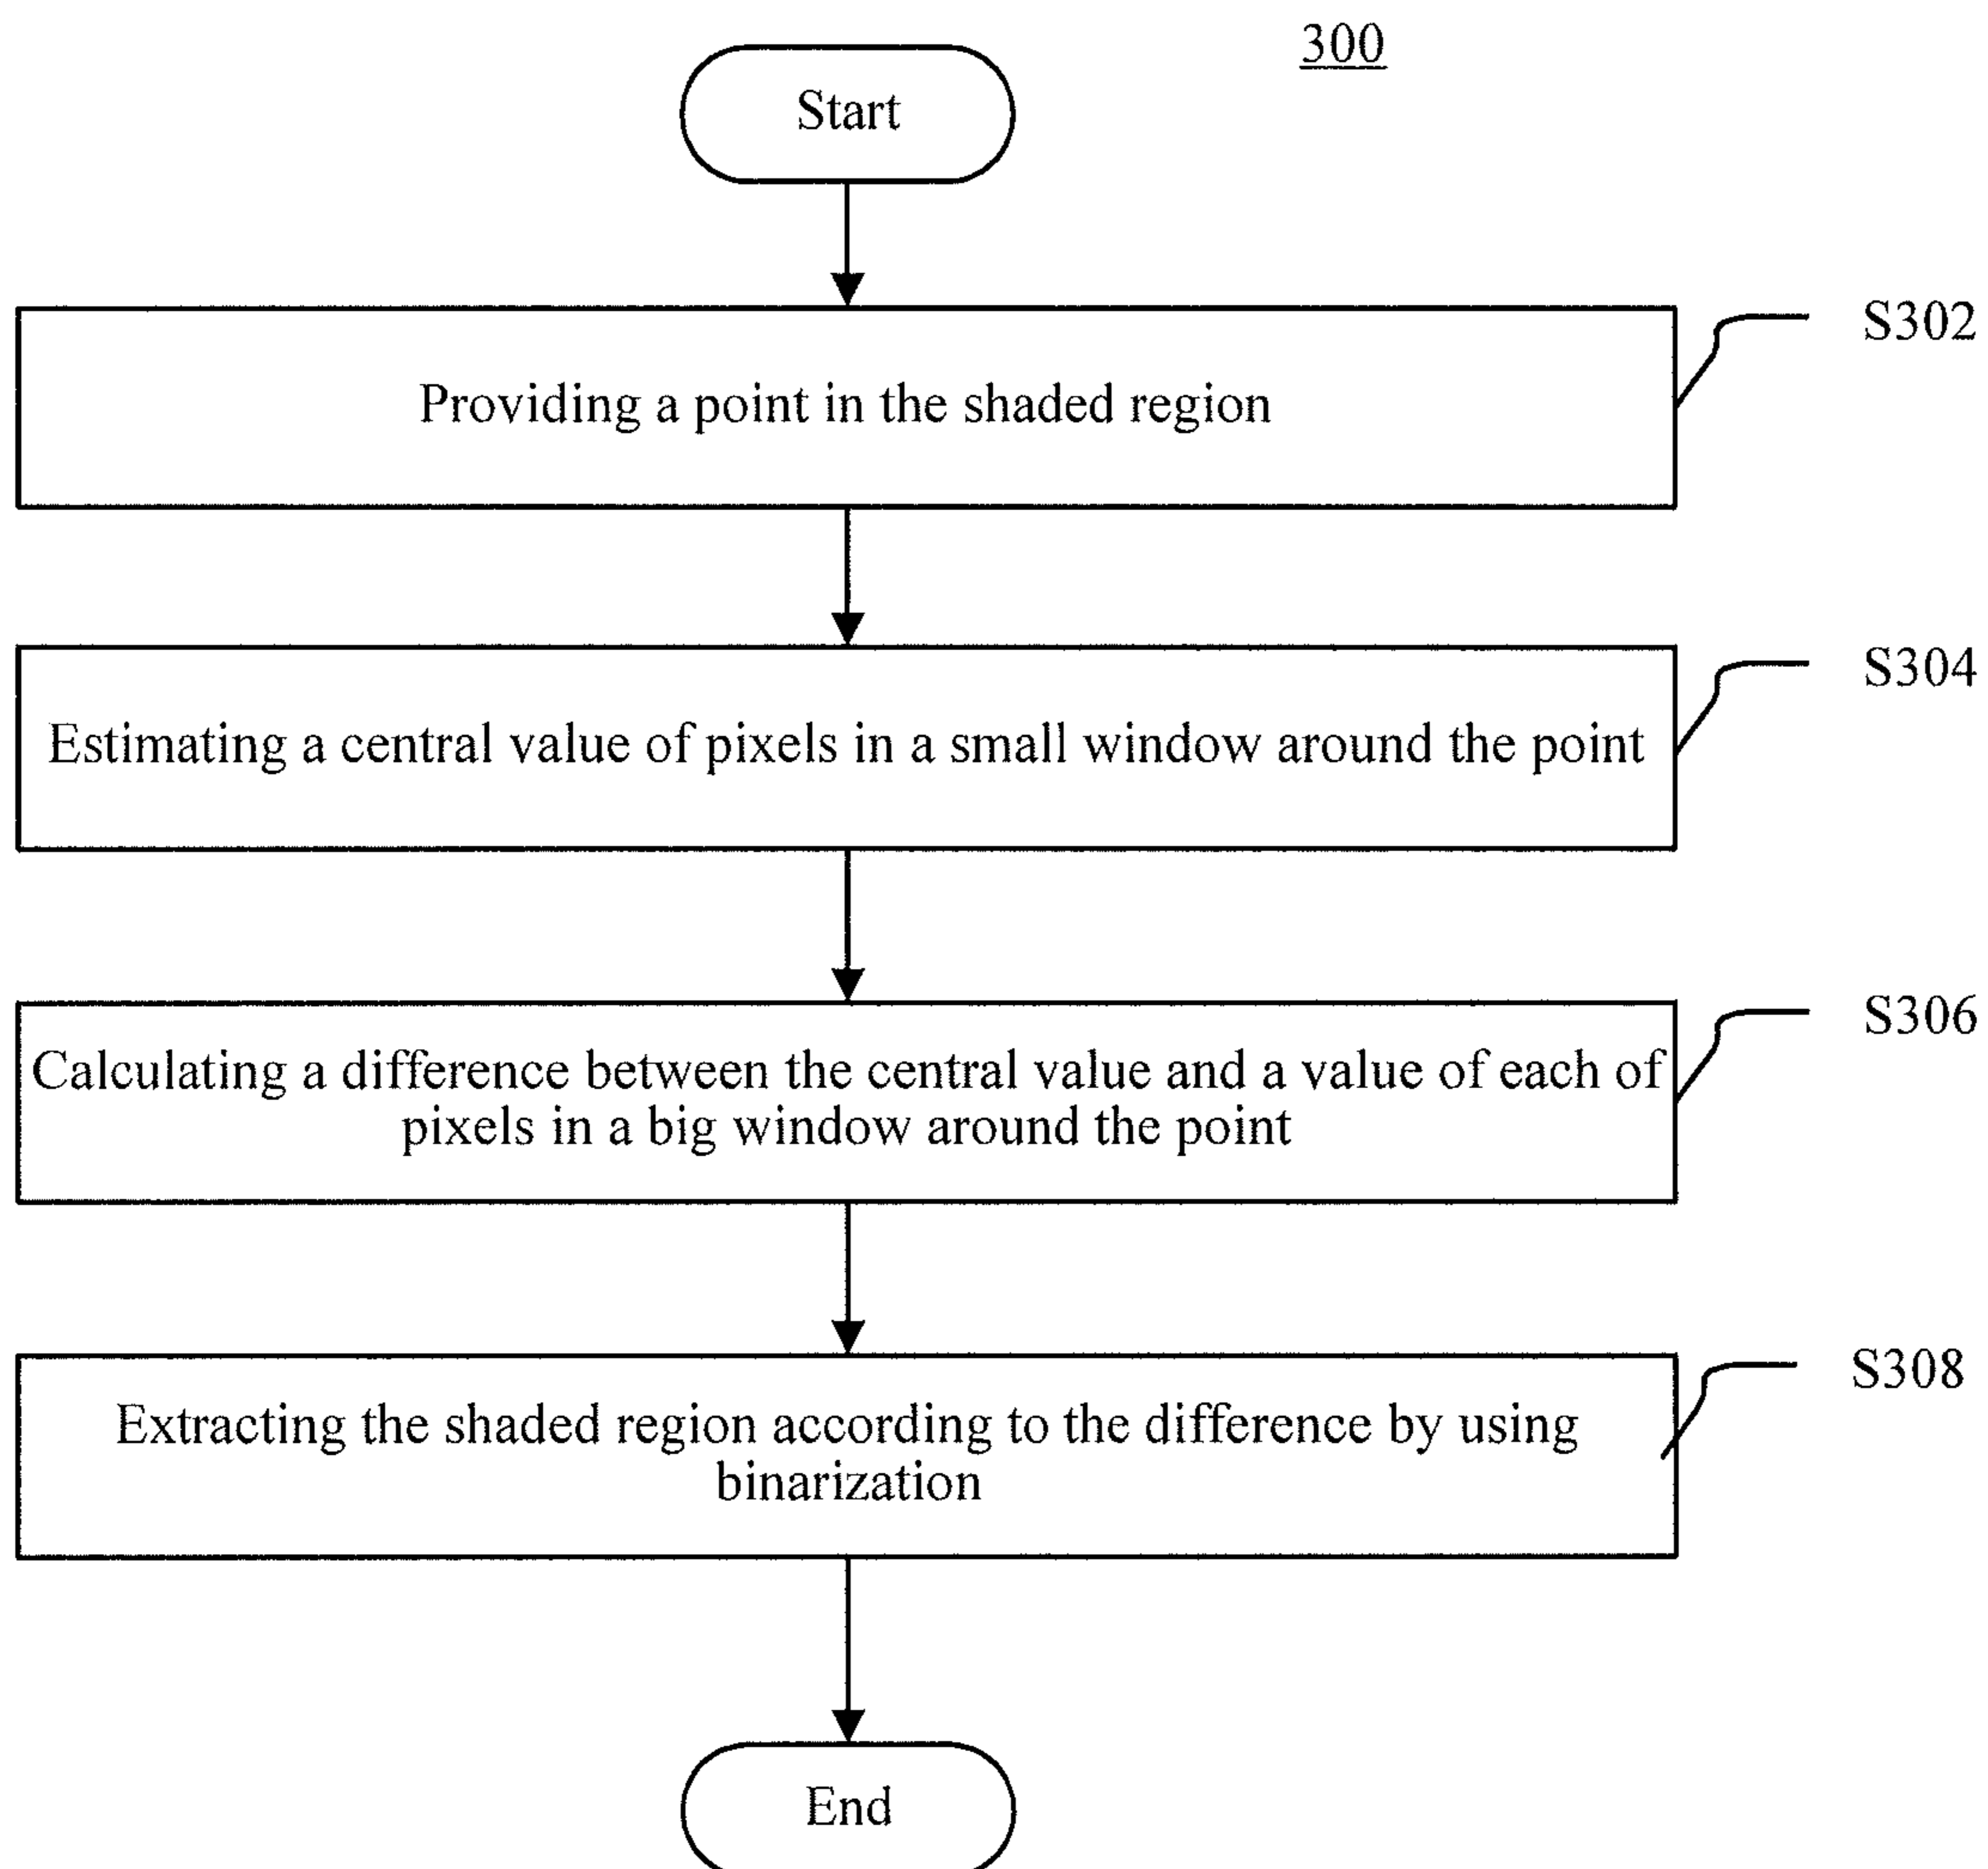 300
Start
S302
Providing a point in the shaded region
S304
Estimating a central value of pixels in a small window around the point
S306
Calculating a difference between the central value and a value of each of
pixels in a big window around the point
S308
Extracting the shaded region according to the difference by using
binarization
End